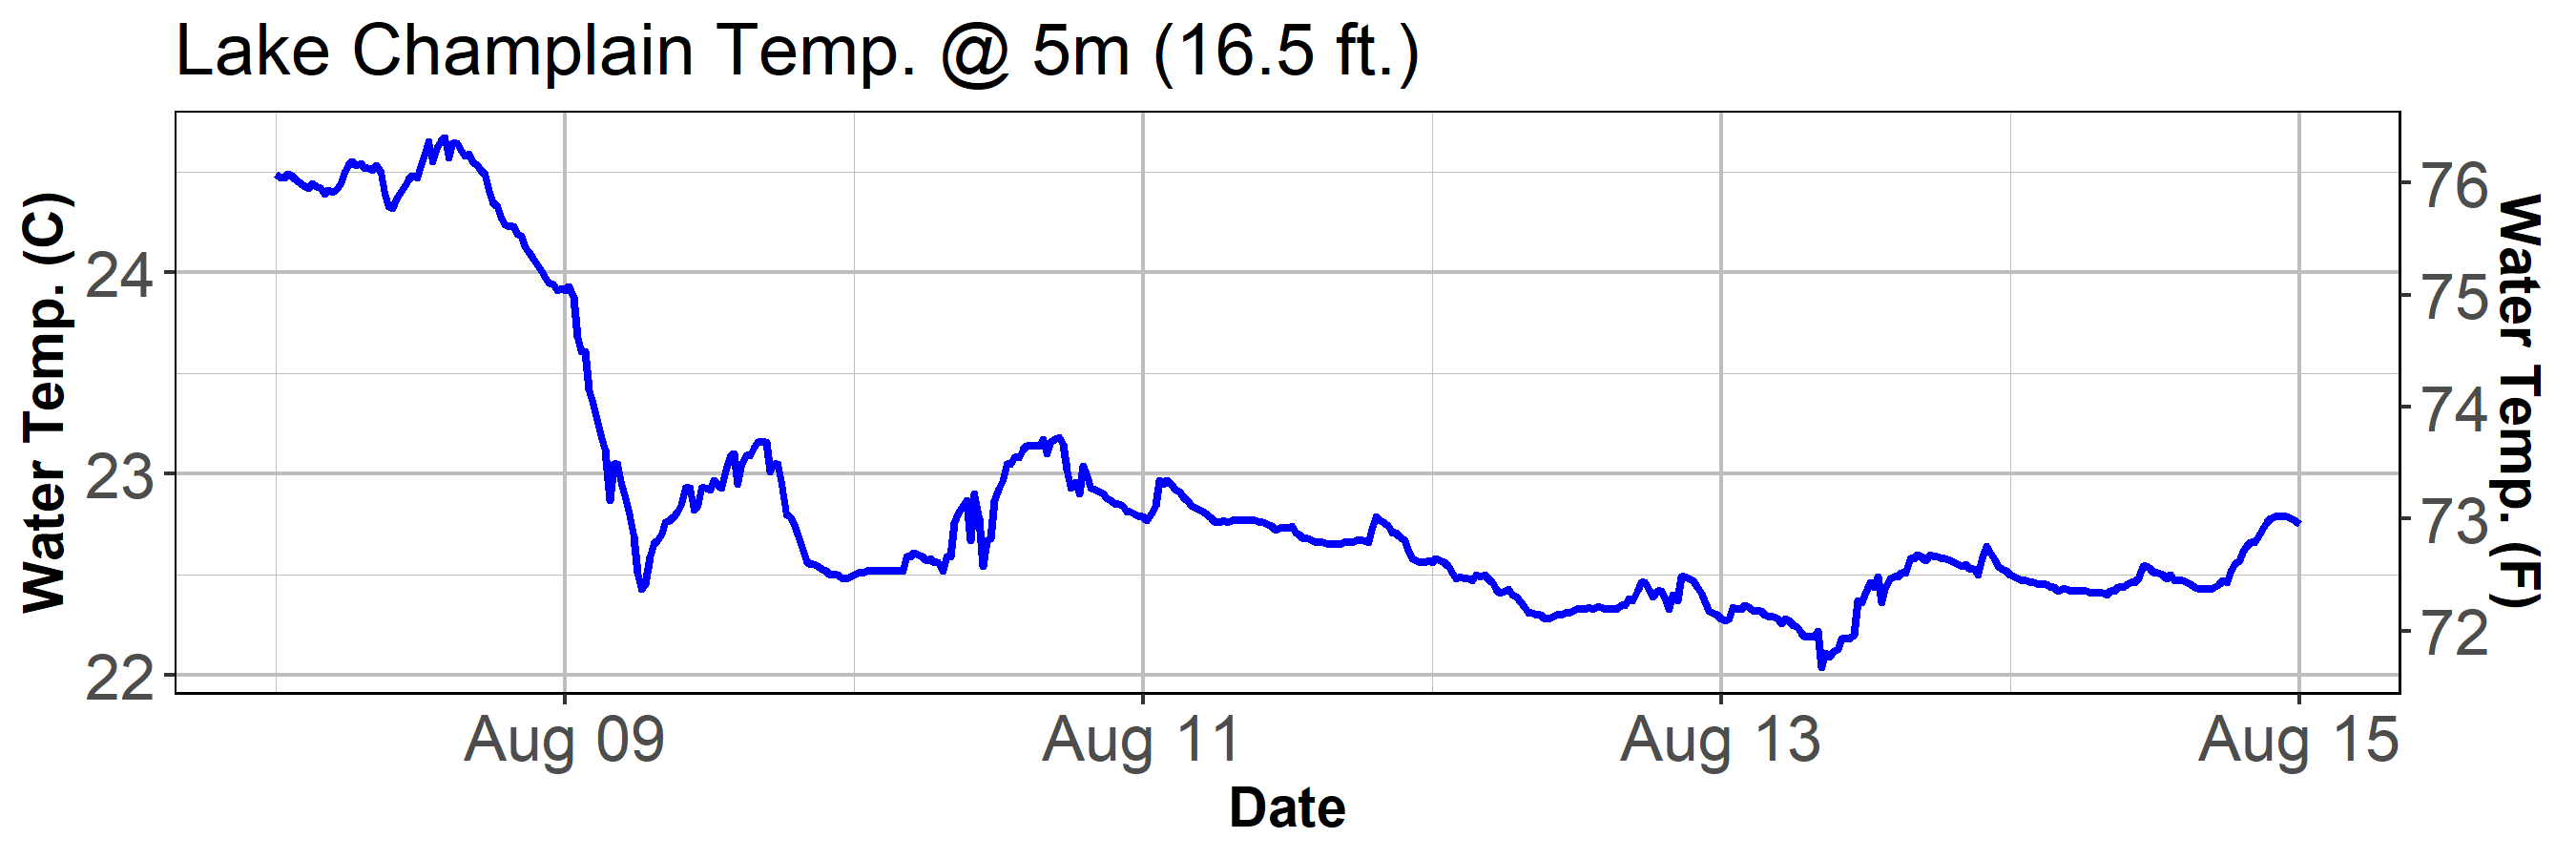 Lake Champlain Temp. @ 5m (16.5 ft.)
Water Temp. (C)
24
23
22
76
75
74
73
72
Water Temp. (F)
Aug 09 Aug 11 Aug 13 Aug 15
Date